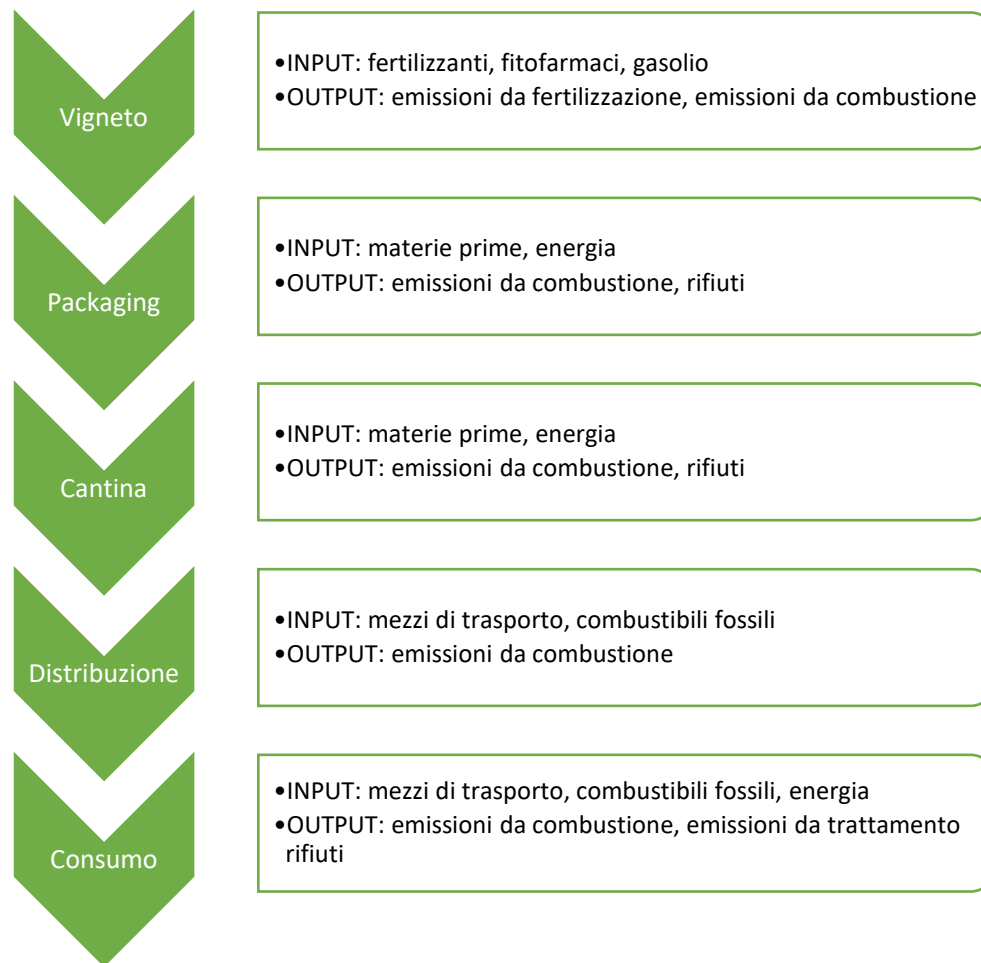 Vigneto
•INPUT: fertilizzanti, fitofarmaci, gasolio
•OUTPUT: emissioni da fertilizzazione, emissioni da combustione
Packaging
•INPUT: materie prime, energia
•OUTPUT: emissioni da combustione, rifiuti
Cantina
•INPUT: materie prime, energia
•OUTPUT: emissioni da combustione, rifiuti
Distribuzione
•INPUT: mezzi di trasporto, combustibili fossili
•OUTPUT: emissioni da combustione
Consumo
•INPUT: mezzi di trasporto, combustibili fossili, energia
•OUTPUT: emissioni da combustione, emissioni da trattamento
rifiuti